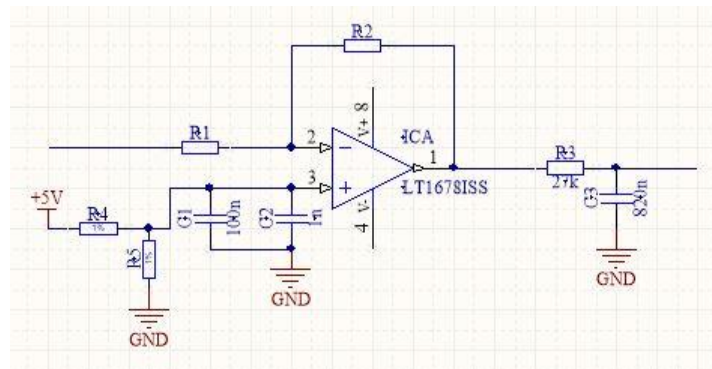 R2
R1
2
V+ 8
ICA
1
R3
27k
3
LT1678ISS
+5V
R4
1%
C1
100n
C2
1n
4 V-
C3
820n
R5
1%
GND
GND
GND